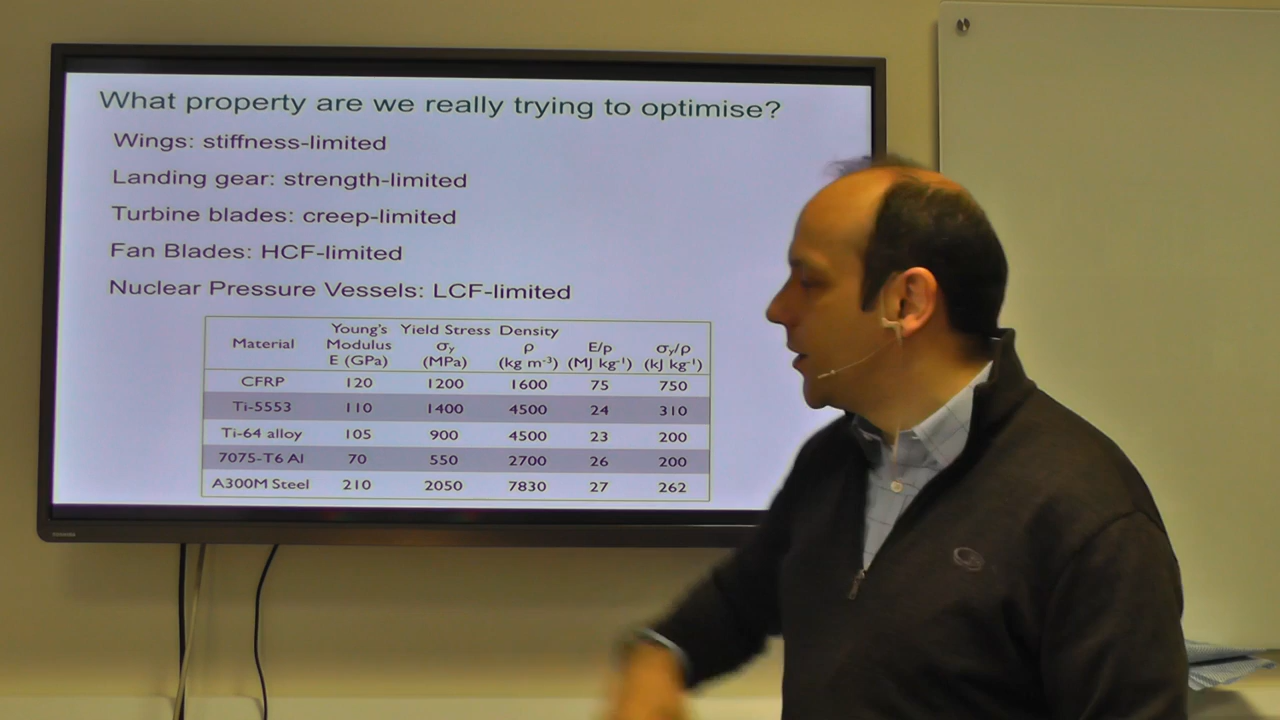 What property are we really trying to optimise?
Wings: stiffness-limited
Landing gear: strength-limited
Turbine blades: creep-limited
Fan Blades: HCF-limited
Nuclear Pressure Vessels: LCF-limited
Material Young's Modulus E (GPa) Yield Stress σy (MPa) Density ρ (kg m⁻³) E/ρ (MJ kg⁻¹) σy/ρ (kJ kg⁻¹)
CFRP 120 1200 1600 75 750
Ti-5553 110 1400 4500 24 310
Ti-64 alloy 105 900 4500 23 200
7075-T6 Al 70 550 2700 26 200
A300M Steel 210 2050 7830 27 262
TOSHIBA